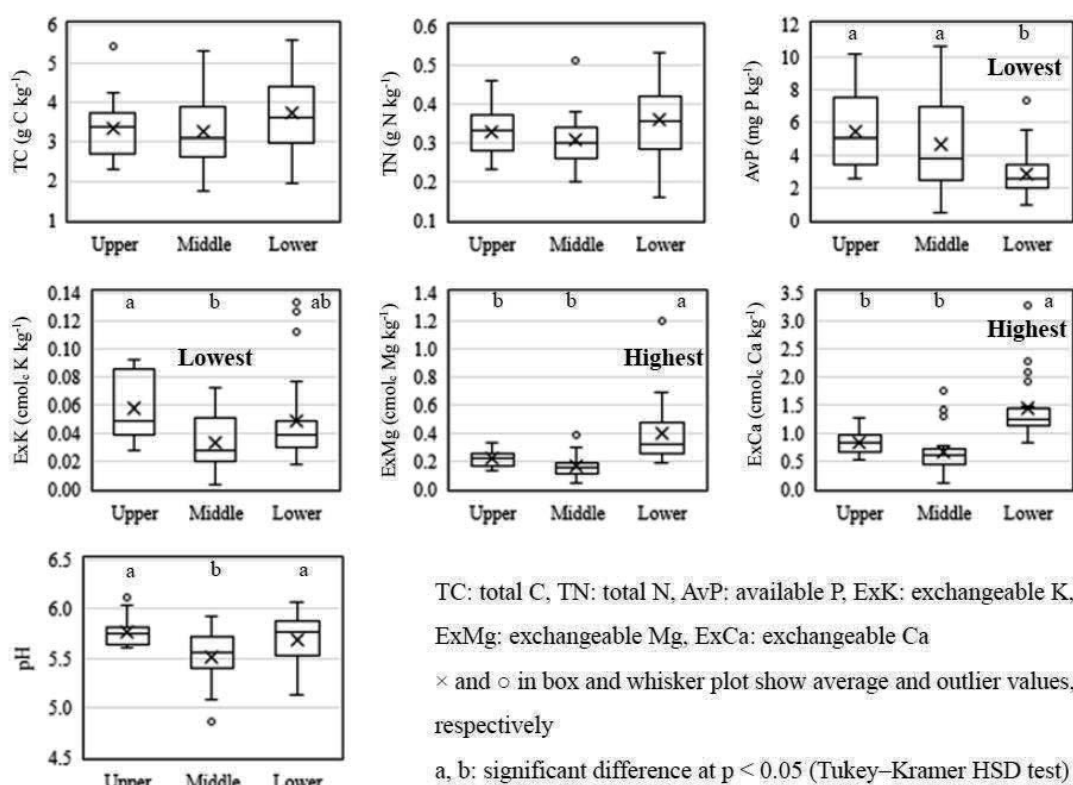 TC (g C kg⁻¹)
6
5
4
3
2
1
Upper Middle Lower
TN (g N kg⁻¹)
0.6
0.5
0.4
0.3
0.2
0.1
Upper Middle Lower
AvP (mg P kg⁻¹)
12
10
8
6
4
2
0
a a b
Lowest
Upper Middle Lower
ExK (cmol꜀ K kg⁻¹)
0.14
0.12
0.10
0.08
0.06
0.04
0.02
0.00
a b ab
Lowest
Upper Middle Lower
ExMg (cmol꜀ Mg kg⁻¹)
1.4
1.2
1.0
0.8
0.6
0.4
0.2
0.0
b b a
Highest
Upper Middle Lower
ExCa (cmol꜀ Ca kg⁻¹)
3.5
3.0
2.5
2.0
1.5
1.0
0.5
0.0
b b a
Highest
Upper Middle Lower
pH
6.5
6.0
5.5
5.0
4.5
a b a
Upper Middle Lower
TC: total C, TN: total N, AvP: available P, ExK: exchangeable K,
ExMg: exchangeable Mg, ExCa: exchangeable Ca
× and ○ in box and whisker plot show average and outlier values,
respectively
a, b: significant difference at p < 0.05 (Tukey–Kramer HSD test)